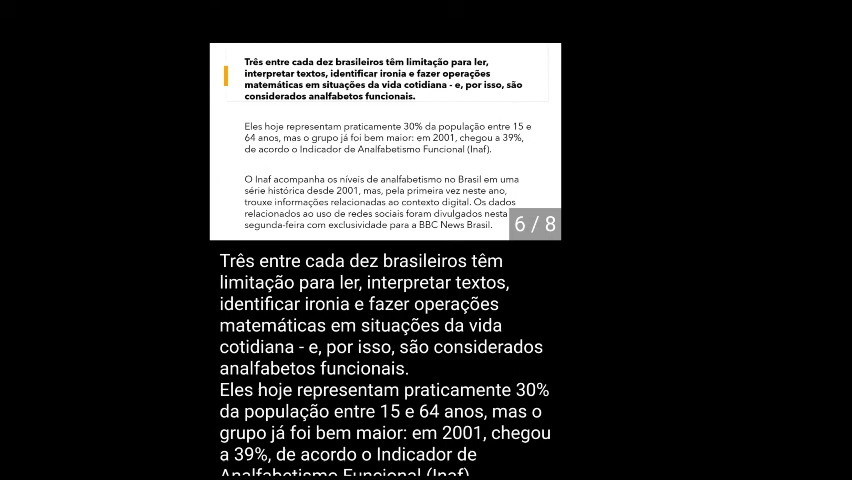 Três entre cada dez brasileiros têm limitação para ler,
interpretar textos, identificar ironia e fazer operações
matemáticas em situações da vida cotidiana - e, por isso, são
considerados analfabetos funcionais.
Eles hoje representam praticamente 30% da população entre 15 e
64 anos, mas o grupo já foi bem maior: em 2001, chegou a 39%,
de acordo o Indicador de Analfabetismo Funcional (Inaf).
O Inaf acompanha os níveis de analfabetismo no Brasil em uma
série histórica desde 2001, mas, pela primeira vez neste ano,
trouxe informações relacionadas ao contexto digital. Os dados
relacionados ao uso de redes sociais foram divulgados nesta
segunda-feira com exclusividade para a BBC News Brasil.
6 / 8
Três entre cada dez brasileiros têm
limitação para ler, interpretar textos,
identificar ironia e fazer operações
matemáticas em situações da vida
cotidiana - e, por isso, são considerados
analfabetos funcionais.
Eles hoje representam praticamente 30%
da população entre 15 e 64 anos, mas o
grupo já foi bem maior: em 2001, chegou
a 39%, de acordo o Indicador de
Analfabetismo Funcional (Inaf).